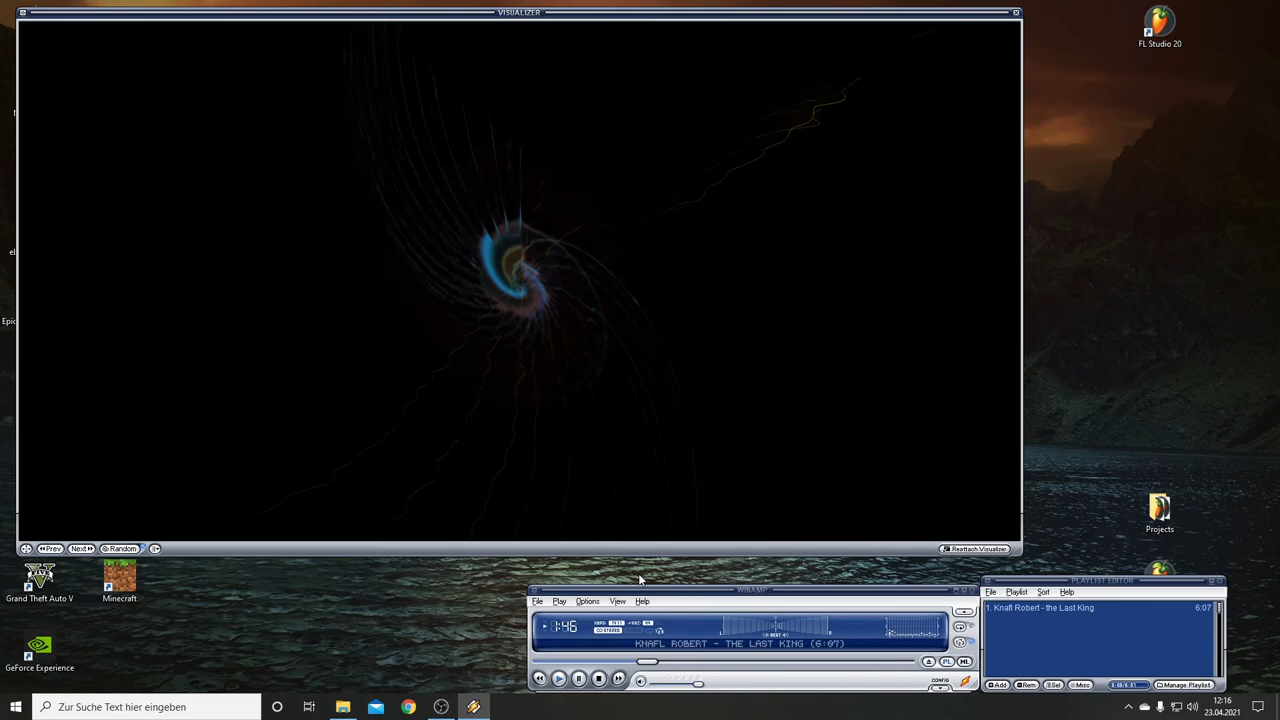 VISUALIZER
FL Studio 20
Projects
Prev
Next
Random
Reattach Visualizer
Grand Theft Auto V
Minecraft
GeForce Experience
WINAMP
File Play Options View Help
1:46
KNAFL ROBERT - THE LAST KING (6:07)
PL
ML
CONFIG
PLAYLIST EDITOR
File Playlist Sort Help
1. Knafl Robert - the Last King 6:07
Add Rem Sel Misc Manage Playlist
Zur Suche Text hier eingeben
12:16
23.04.2021